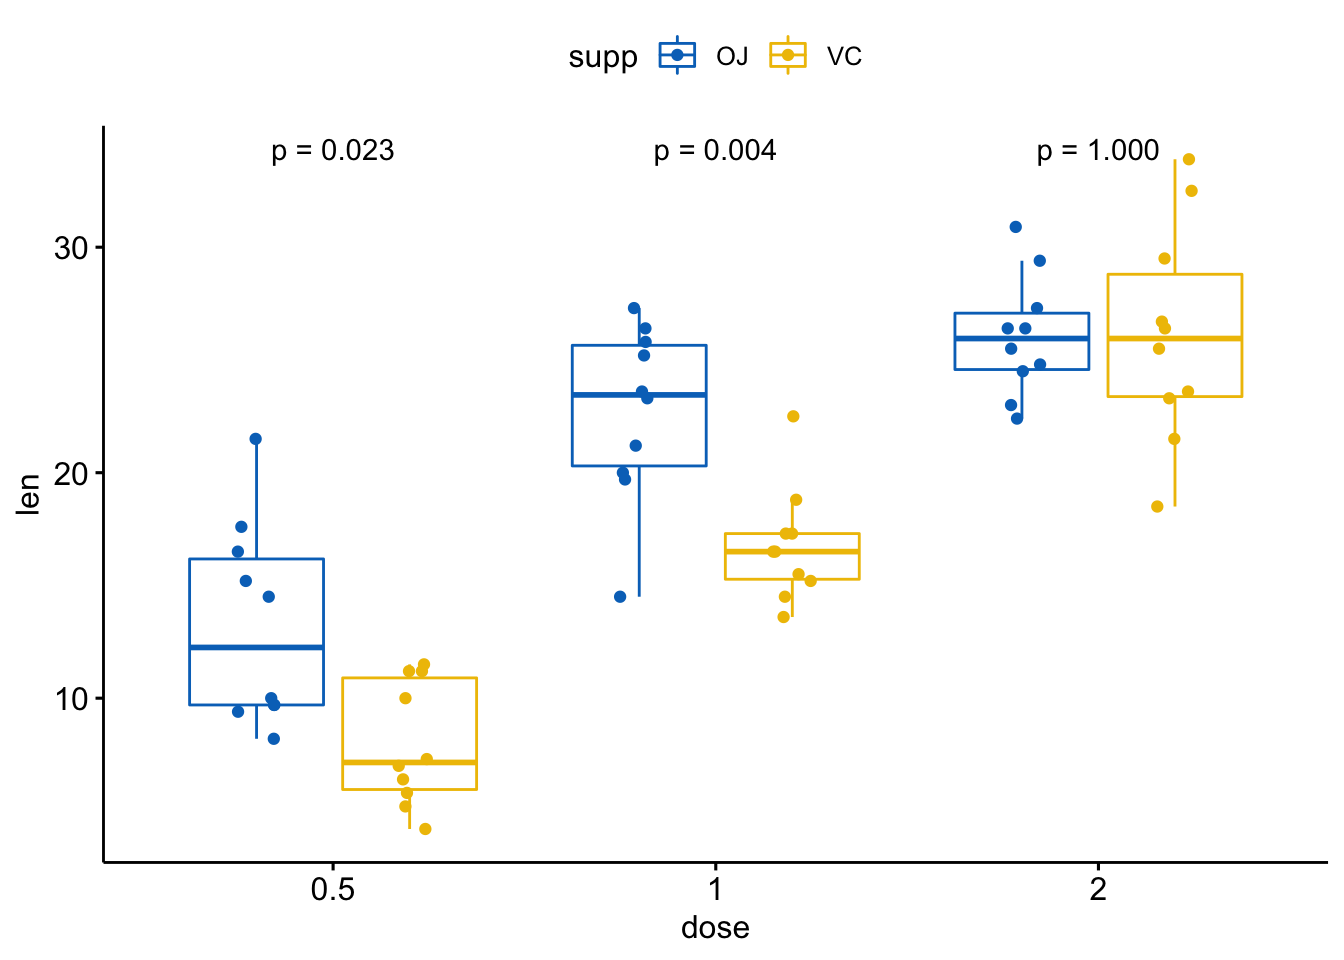 supp OJ VC
p = 0.023 p = 0.004 p = 1.000
30
20
10
len
0.5 1 2
dose